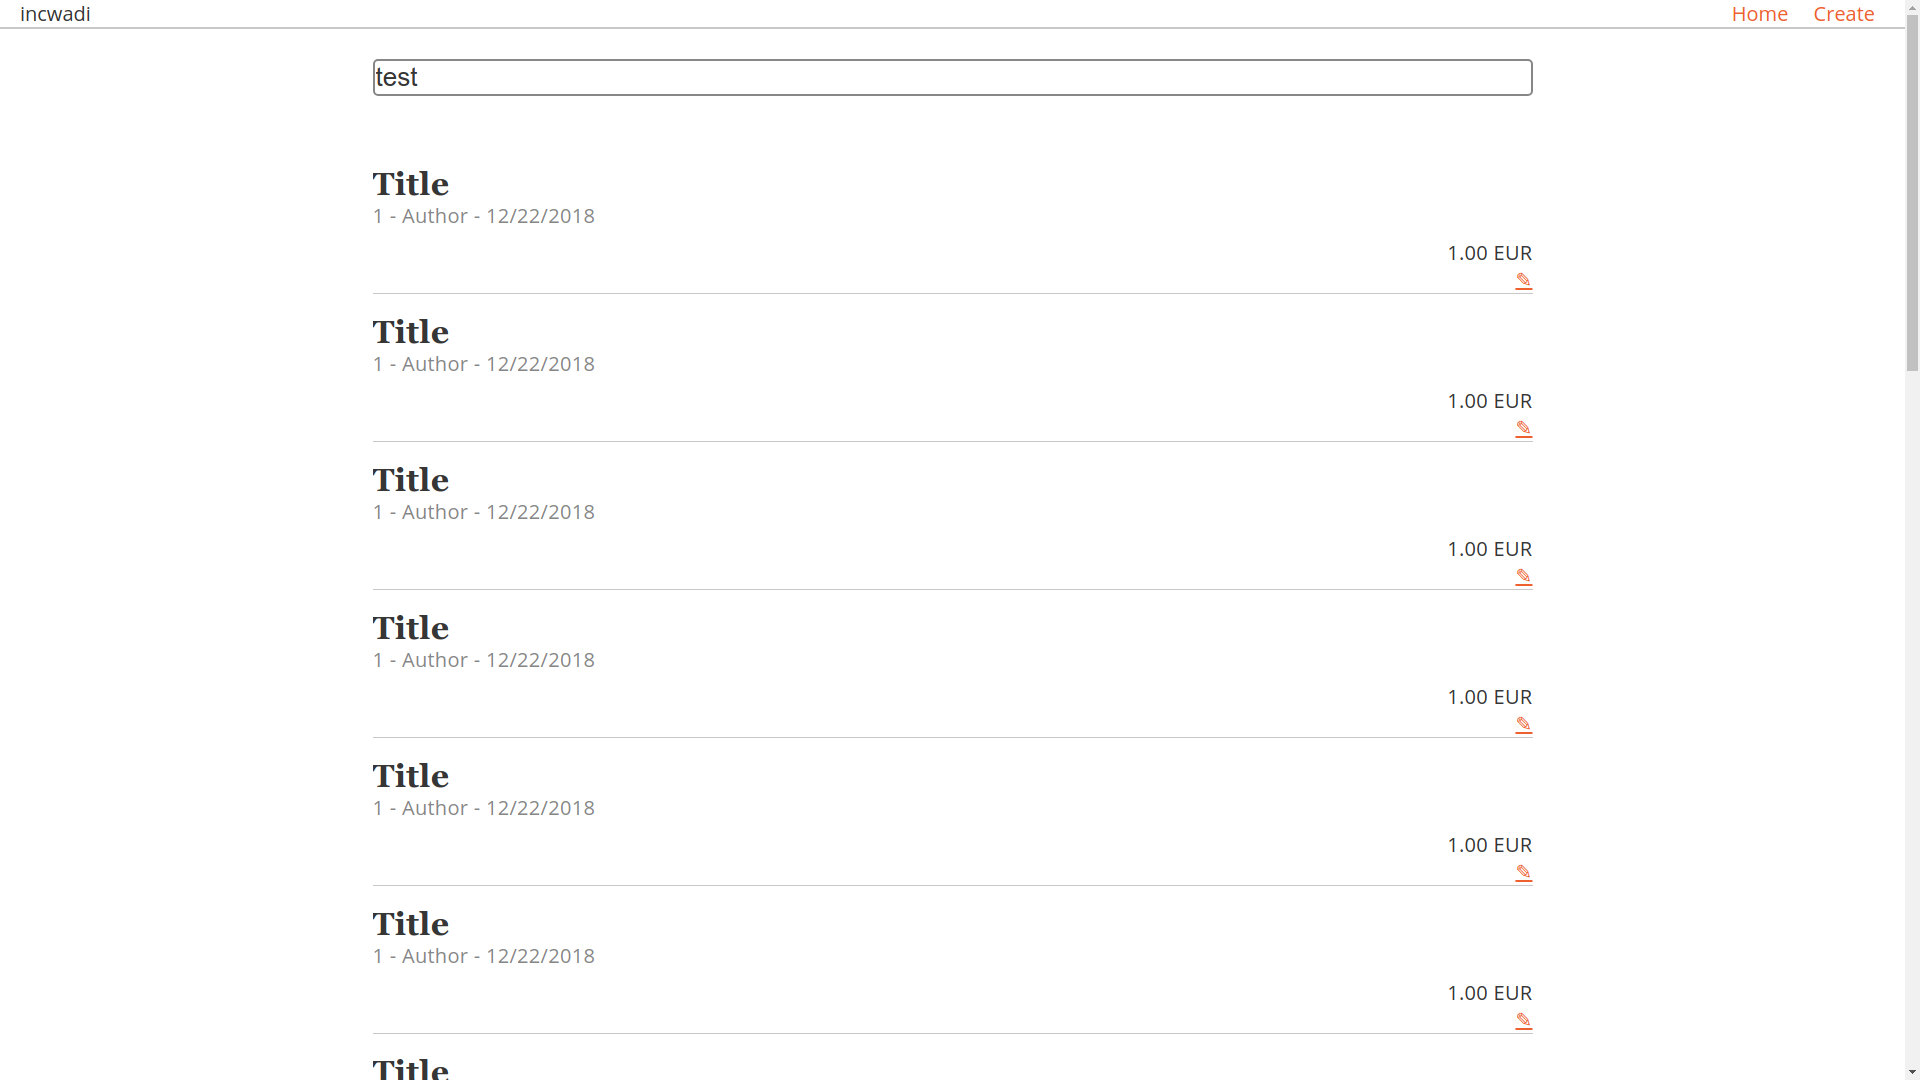 incwadi
Home Create
test
Title
1 - Author - 12/22/2018
1.00 EUR
✎
Title
1 - Author - 12/22/2018
1.00 EUR
✎
Title
1 - Author - 12/22/2018
1.00 EUR
✎
Title
1 - Author - 12/22/2018
1.00 EUR
✎
Title
1 - Author - 12/22/2018
1.00 EUR
✎
Title
1 - Author - 12/22/2018
1.00 EUR
✎
Title